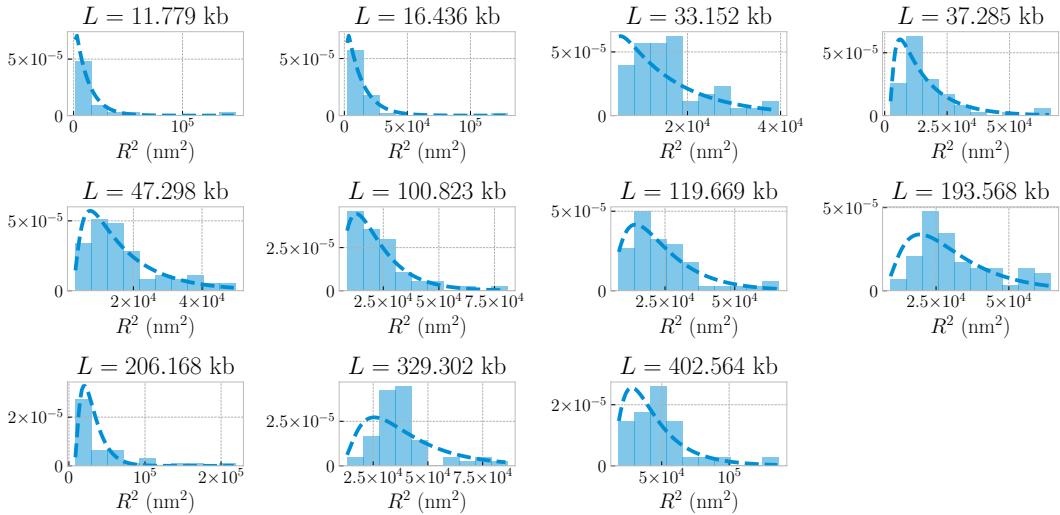 L = 11.779 kb
5×10⁻⁵
0
0
10⁵
R² (nm²)
L = 16.436 kb
5×10⁻⁵
0
0
5×10⁴
10⁵
R² (nm²)
L = 33.152 kb
5×10⁻⁵
0
2×10⁴
4×10⁴
R² (nm²)
L = 37.285 kb
5×10⁻⁵
0
0
2.5×10⁴
5×10⁴
R² (nm²)
L = 47.298 kb
5×10⁻⁵
0
2×10⁴
4×10⁴
R² (nm²)
L = 100.823 kb
2.5×10⁻⁵
0
2.5×10⁴
5×10⁴
7.5×10⁴
R² (nm²)
L = 119.669 kb
5×10⁻⁵
0
2.5×10⁴
5×10⁴
R² (nm²)
L = 193.568 kb
5×10⁻⁵
0
2.5×10⁴
5×10⁴
R² (nm²)
L = 206.168 kb
2×10⁻⁵
0
0
10⁵
2×10⁵
R² (nm²)
L = 329.302 kb
2.5×10⁻⁵
0
2.5×10⁴
5×10⁴
7.5×10⁴
R² (nm²)
L = 402.564 kb
2×10⁻⁵
0
5×10⁴
10⁵
R² (nm²)